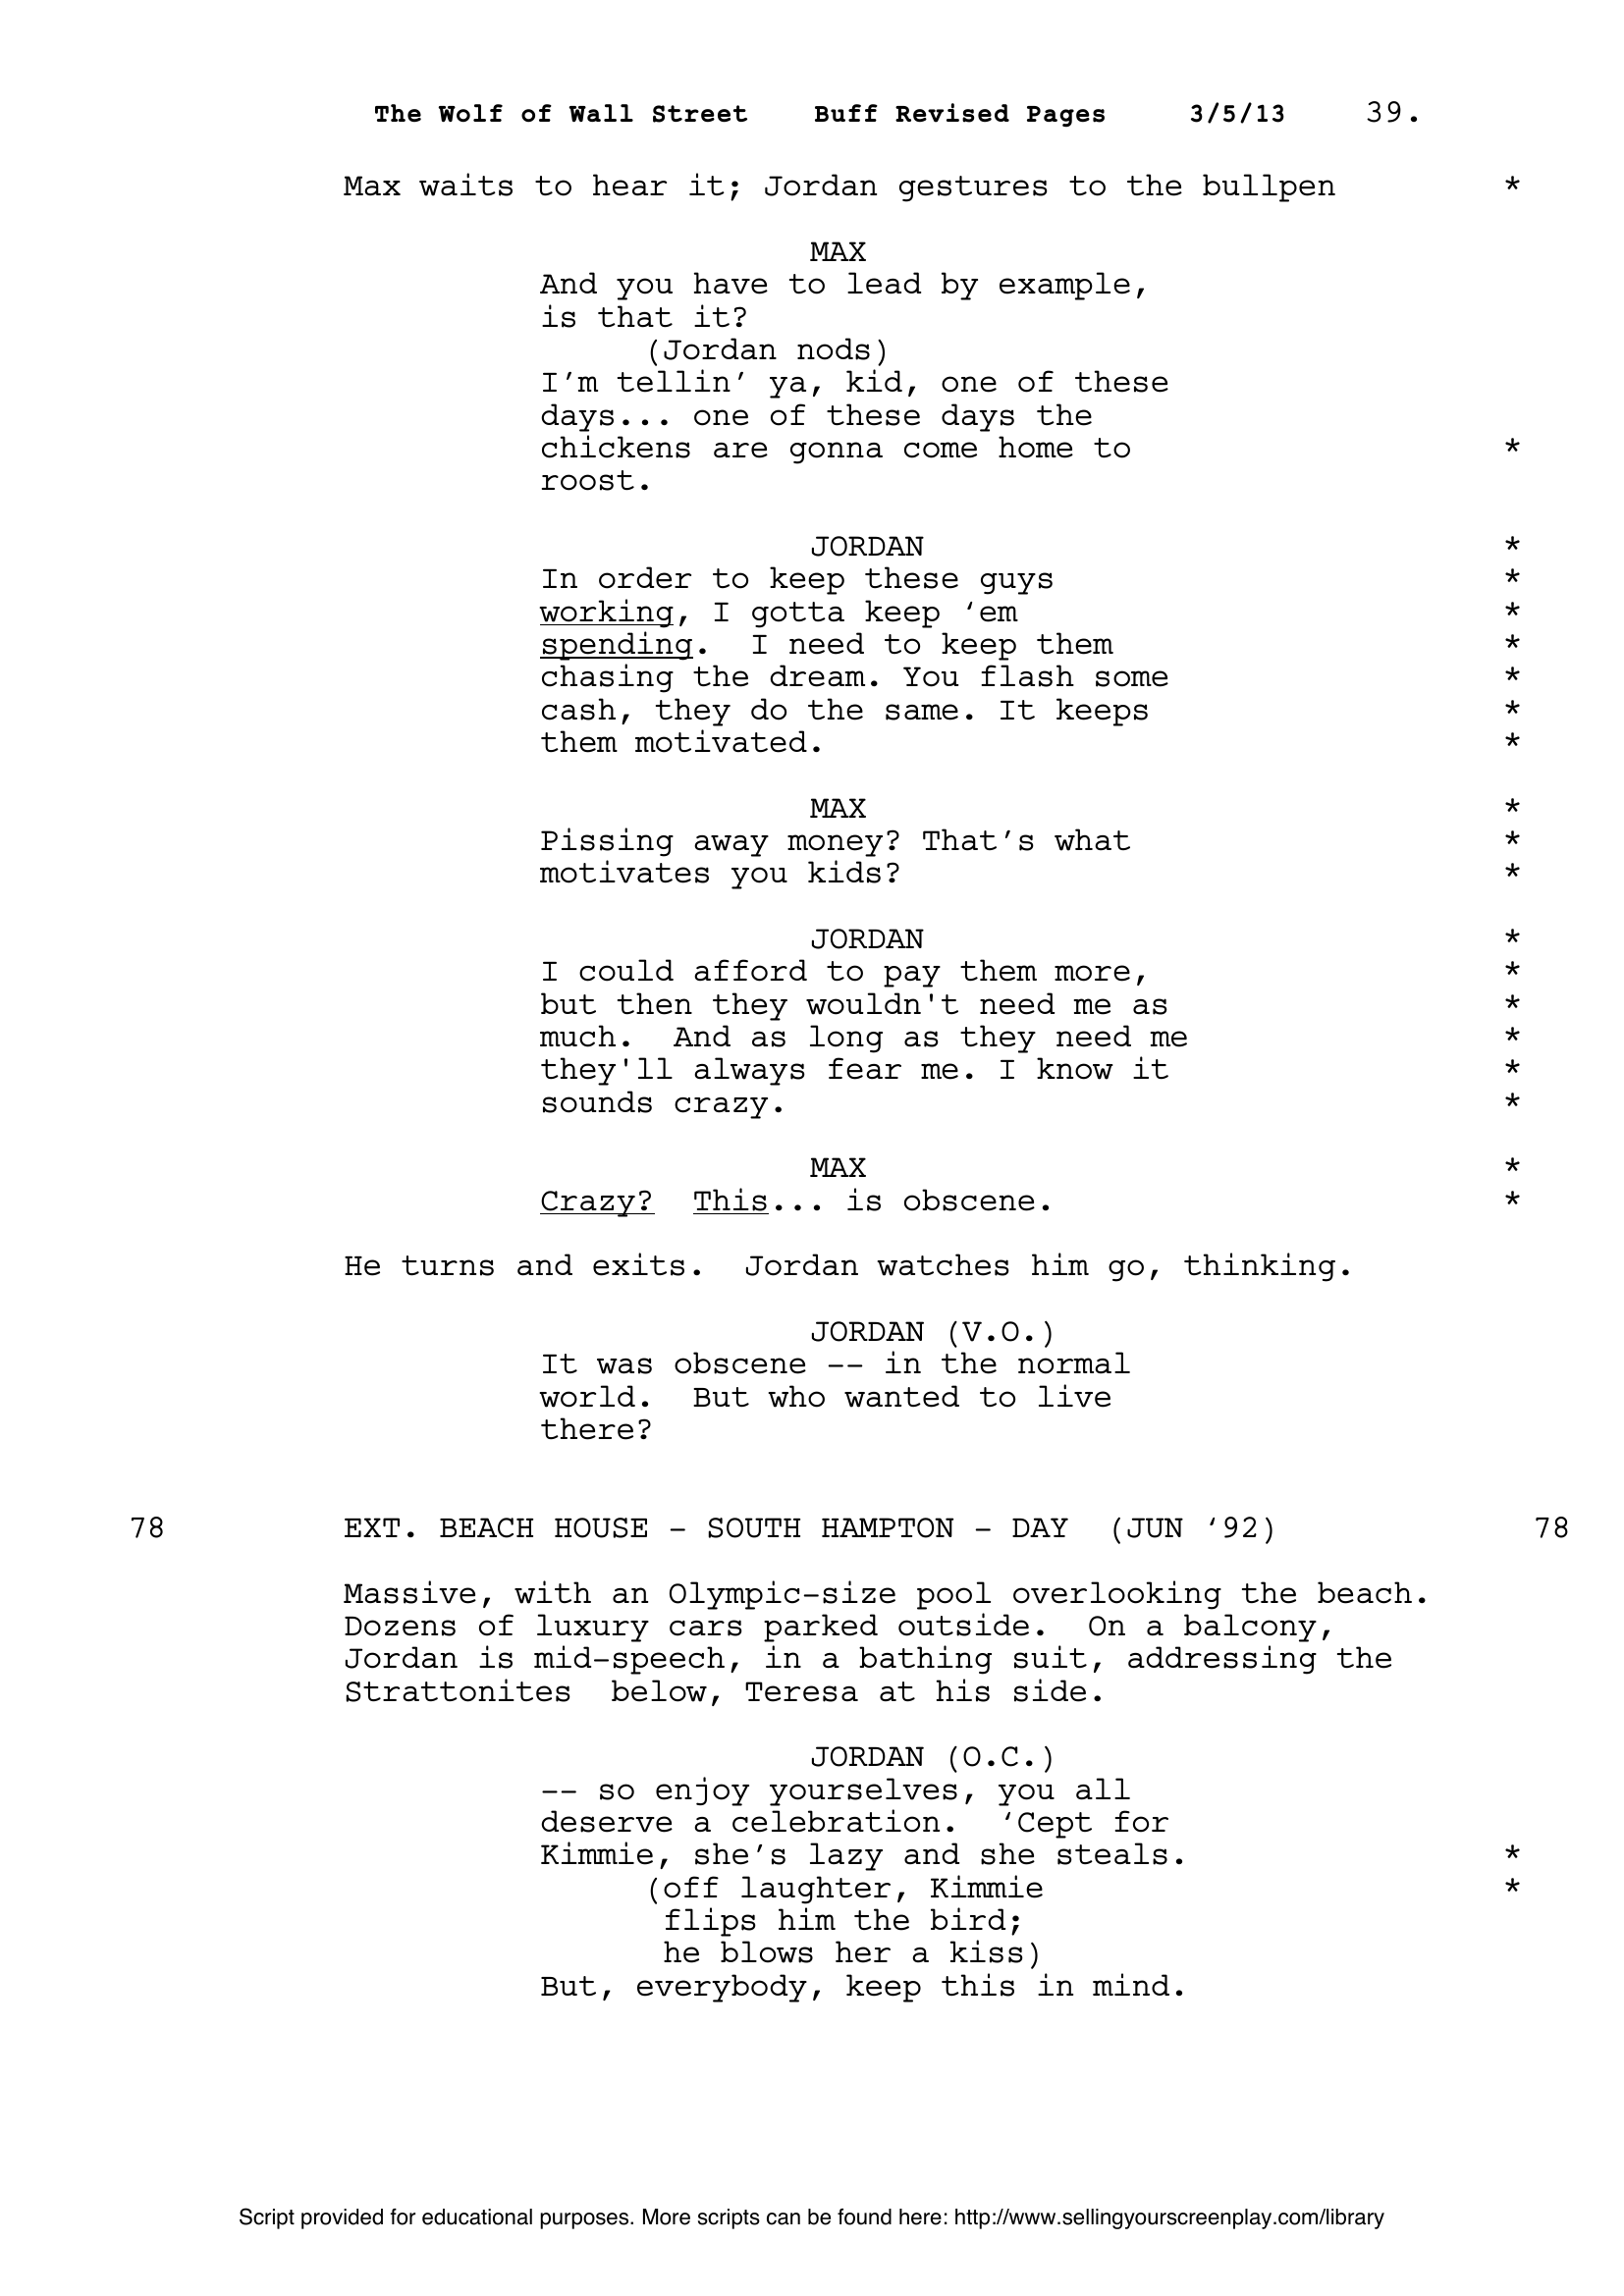 The Wolf of Wall Street    Buff Revised Pages    3/5/13    39.
Max waits to hear it; Jordan gestures to the bullpen *
MAX
And you have to lead by example,
is that it?
(Jordan nods)
I’m tellin’ ya, kid, one of these
days... one of these days the
chickens are gonna come home to *
roost.
JORDAN *
In order to keep these guys *
working, I gotta keep ‘em *
spending.  I need to keep them *
chasing the dream. You flash some *
cash, they do the same. It keeps *
them motivated. *
MAX *
Pissing away money? That’s what *
motivates you kids? *
JORDAN *
I could afford to pay them more, *
but then they wouldn't need me as *
much.  And as long as they need me *
they'll always fear me. I know it *
sounds crazy. *
MAX *
Crazy?  This... is obscene. *
He turns and exits.  Jordan watches him go, thinking.
JORDAN (V.O.)
It was obscene -- in the normal
world.  But who wanted to live
there?
78 EXT. BEACH HOUSE - SOUTH HAMPTON - DAY  (JUN ‘92) 78
Massive, with an Olympic-size pool overlooking the beach.
Dozens of luxury cars parked outside.  On a balcony,
Jordan is mid-speech, in a bathing suit, addressing the
Strattonites  below, Teresa at his side.
JORDAN (O.C.)
-- so enjoy yourselves, you all
deserve a celebration.  ‘Cept for
Kimmie, she’s lazy and she steals. *
(off laughter, Kimmie *
flips him the bird;
he blows her a kiss)
But, everybody, keep this in mind.
Script provided for educational purposes. More scripts can be found here: http://www.sellingyourscreenplay.com/library